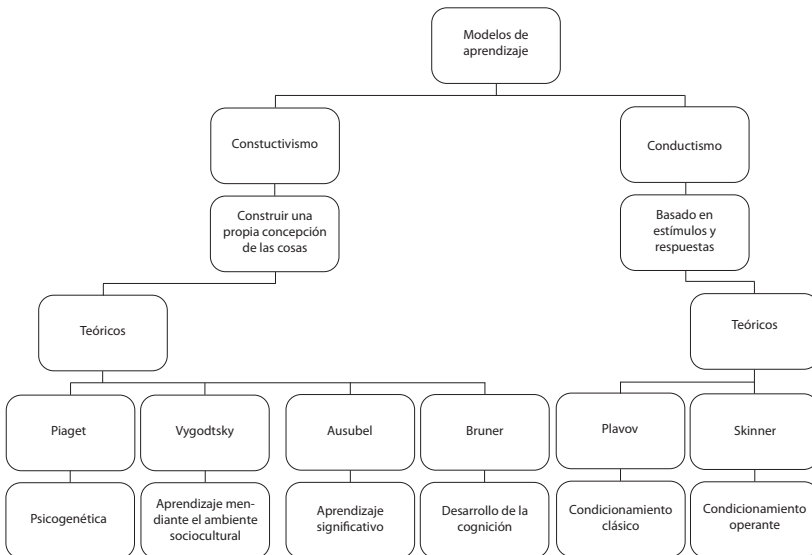 Modelos de
aprendizaje
Constuctivismo
Conductismo
Construir una
propia concepción
de las cosas
Basado en
estímulos y
respuestas
Teóricos
Teóricos
Piaget
Vygodtsky
Ausubel
Bruner
Plavov
Skinner
Psicogenética
Aprendizaje men-
diante el ambiente
sociocultural
Aprendizaje
significativo
Desarrollo de la
cognición
Condicionamiento
clásico
Condicionamiento
operante